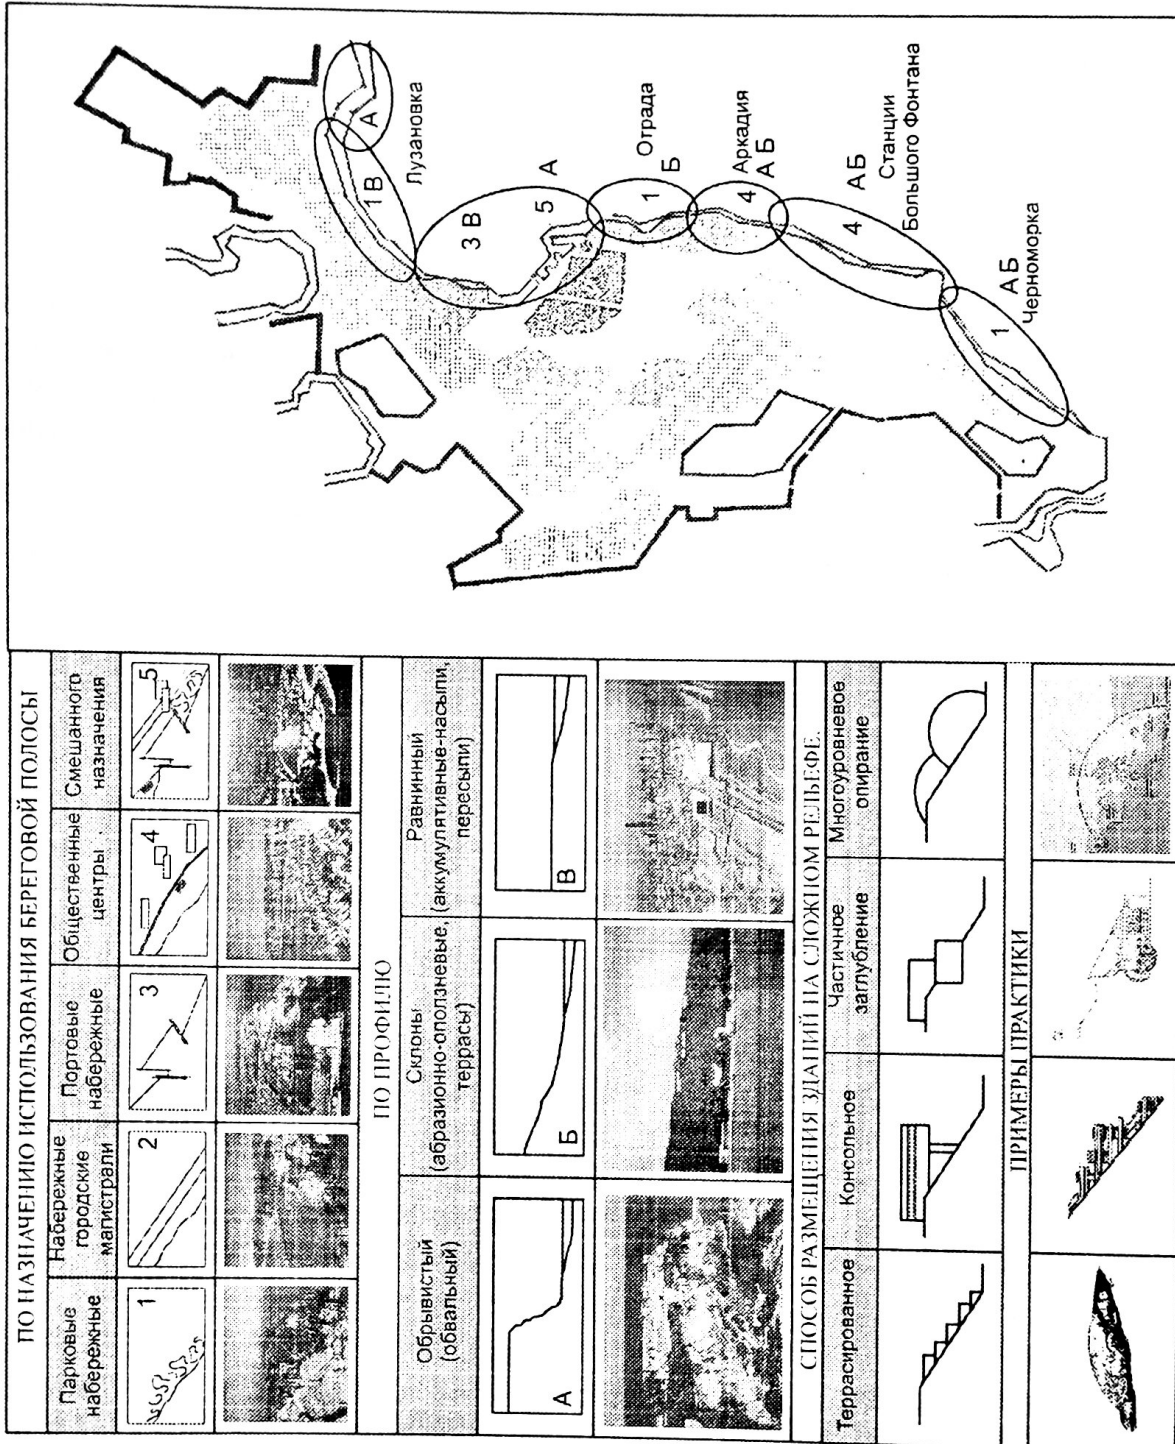 ПО НАЗНАЧЕНИЮ ИСПОЛЬЗОВАНИЯ БЕРЕГОВОЙ ПОЛОСЫ
Парковые
набережные
Набережные
городские
магистрали
Портовые
набережные
Общественные
центры
Смешанного
назначения
1
2
3
4
5
ПО ПРОФИЛЮ
Обрывистый
(обвальный)
Склоны
(абразионно-оползневые,
террасы)
Равнинный
(аккумулятивные-насыпи,
пересыпи)
А
Б
В
СПОСОБ РАЗМЕЩЕНИЯ ЗДАНИЙ НА СЛОЖНОМ РЕЛЬЕФЕ.
Террасированное
Консольное
Частичное
заглубление
Многоуровневое
опирание
ПРИМЕРЫ ПРАКТИКИ
А
1 В
Лузановка
3 В
5
А
Отрада
1
Б
Аркадия
4
А Б
Станции
Большого Фонтана
4
А Б
1
А Б
Черноморка